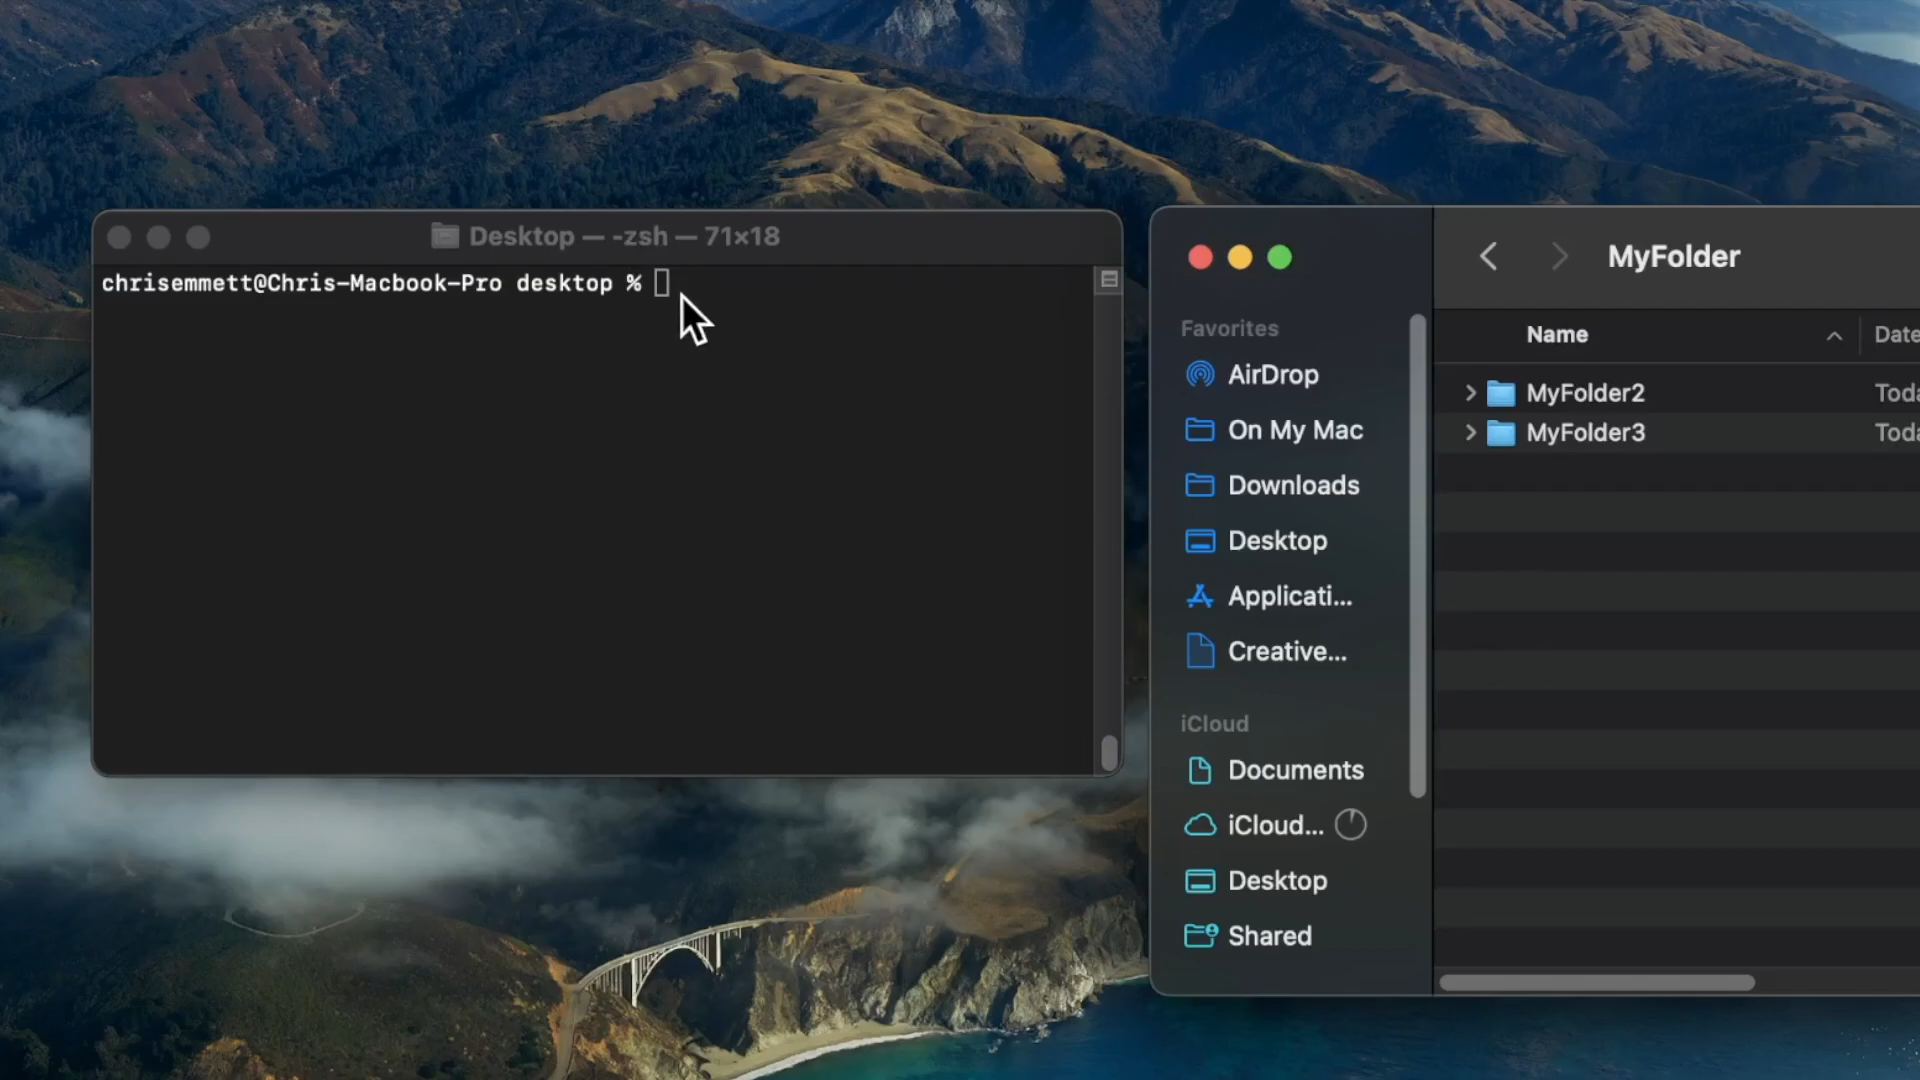 Desktop — -zsh — 71×18
chrisemmett@Chris-Macbook-Pro desktop %
MyFolder
Favorites
AirDrop
On My Mac
Downloads
Desktop
Applicati...
Creative...
iCloud
Documents
iCloud...
Desktop
Shared
Name
Date
MyFolder2
Toda
MyFolder3
Toda